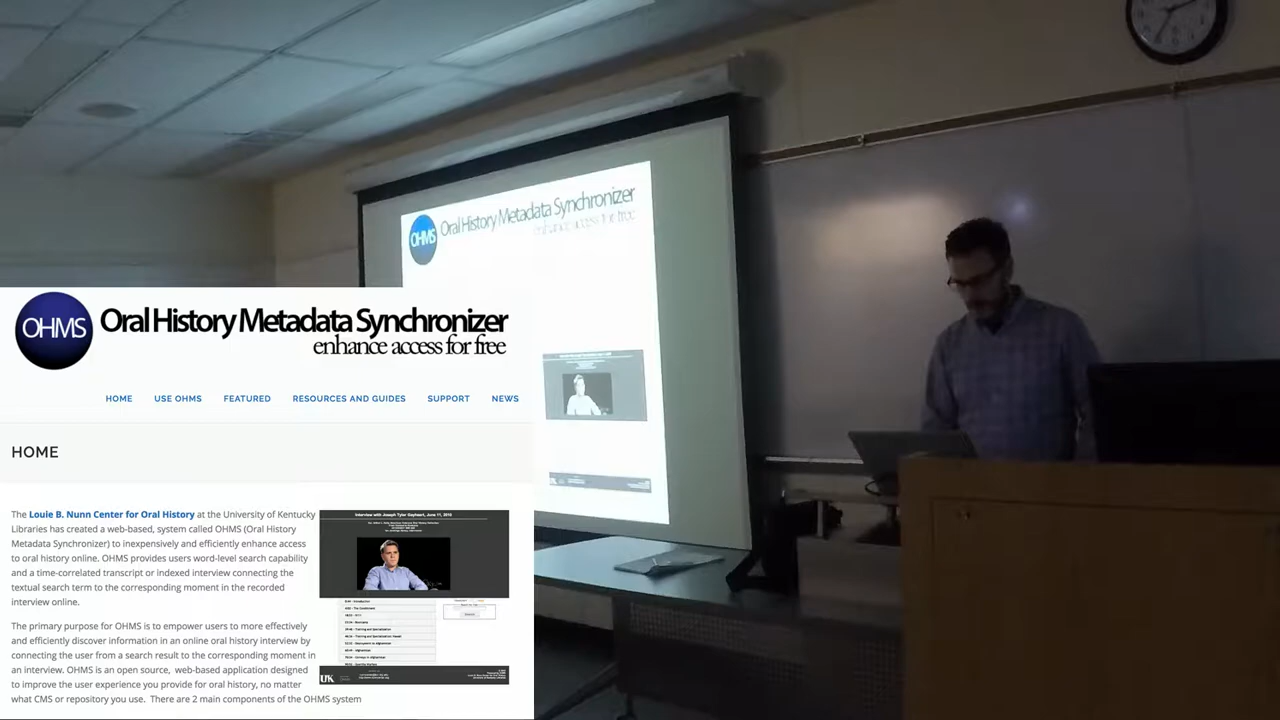 OHMS
Oral History Metadata Synchronizer
enhance access for free
OHMS
Oral History Metadata Synchronizer
enhance access for free
HOME
USE OHMS
FEATURED
RESOURCES AND GUIDES
SUPPORT
NEWS
HOME
The Louie B. Nunn Center for Oral History at the University of Kentucky
Libraries has created a web-based, system called OHMS (Oral History
Metadata Synchronizer) to inexpensively and efficiently enhance access
to oral history online. OHMS provides users word-level search capability
and a time-correlated transcript or indexed interview connecting the
textual search term to the corresponding moment in the recorded
interview online.
The primary purpose for OHMS is to empower users to more effectively
and efficiently discover information in an online oral history interview by
connecting the user from a search result to the corresponding moment in
an interview. OHMS is an open source, web-based application designed
to improve the user experience you provide for oral history, no matter
what CMS or repository you use. There are 2 main components of the OHMS system
Interview with Joseph Tyler Gayheart, June 11, 2015
UK